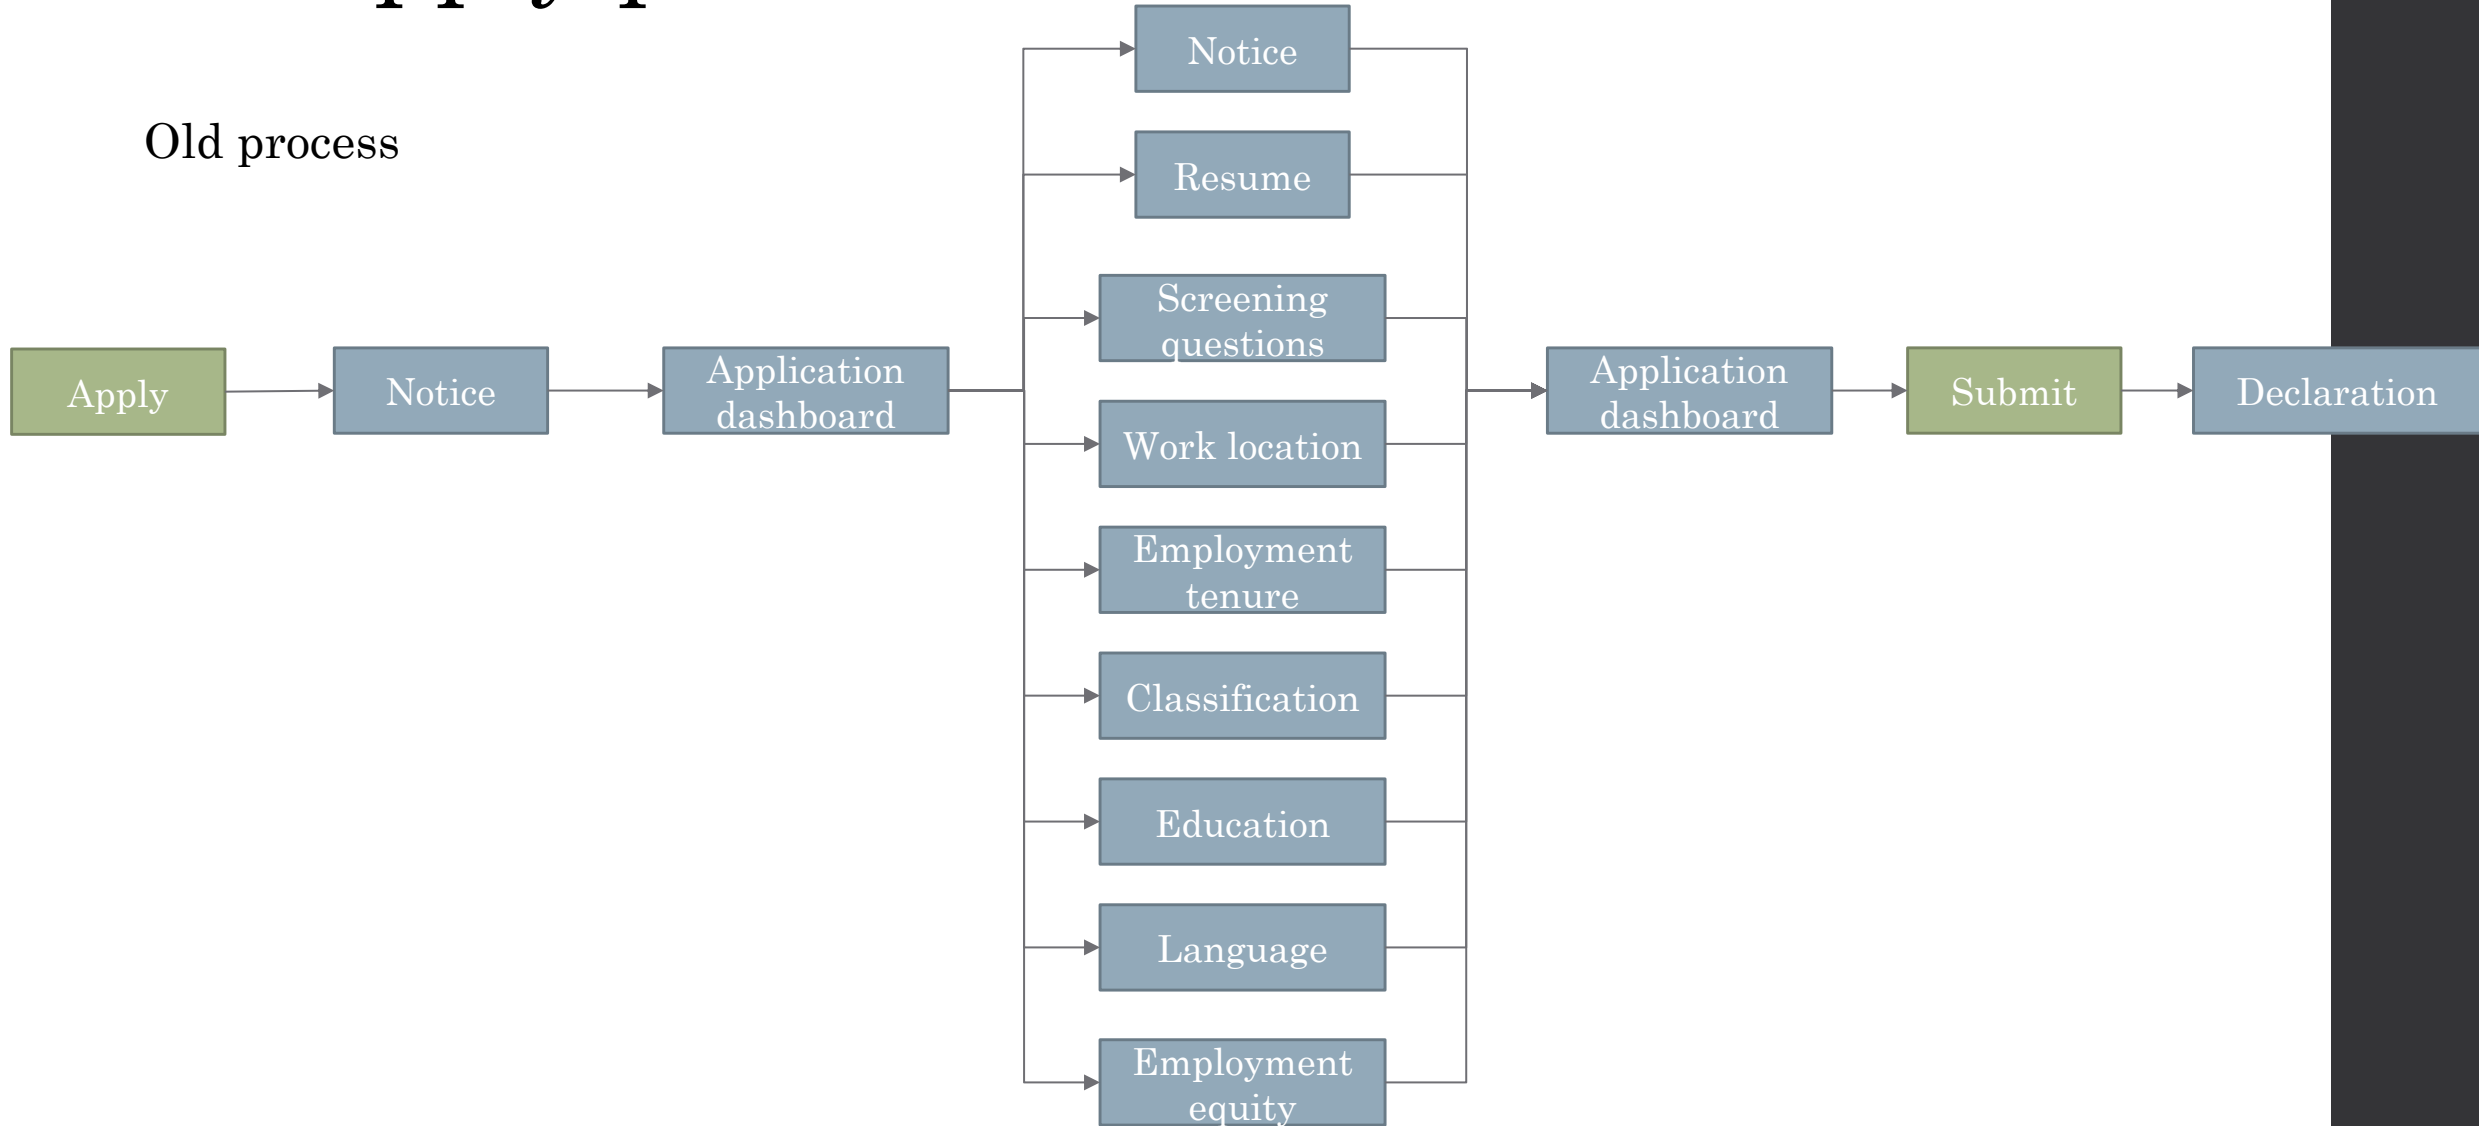 Old process
Apply
Notice
Application
dashboard
Notice
Resume
Screening
questions
Work location
Employment
tenure
Classification
Education
Language
Employment
equity
Application
dashboard
Submit
Declaration